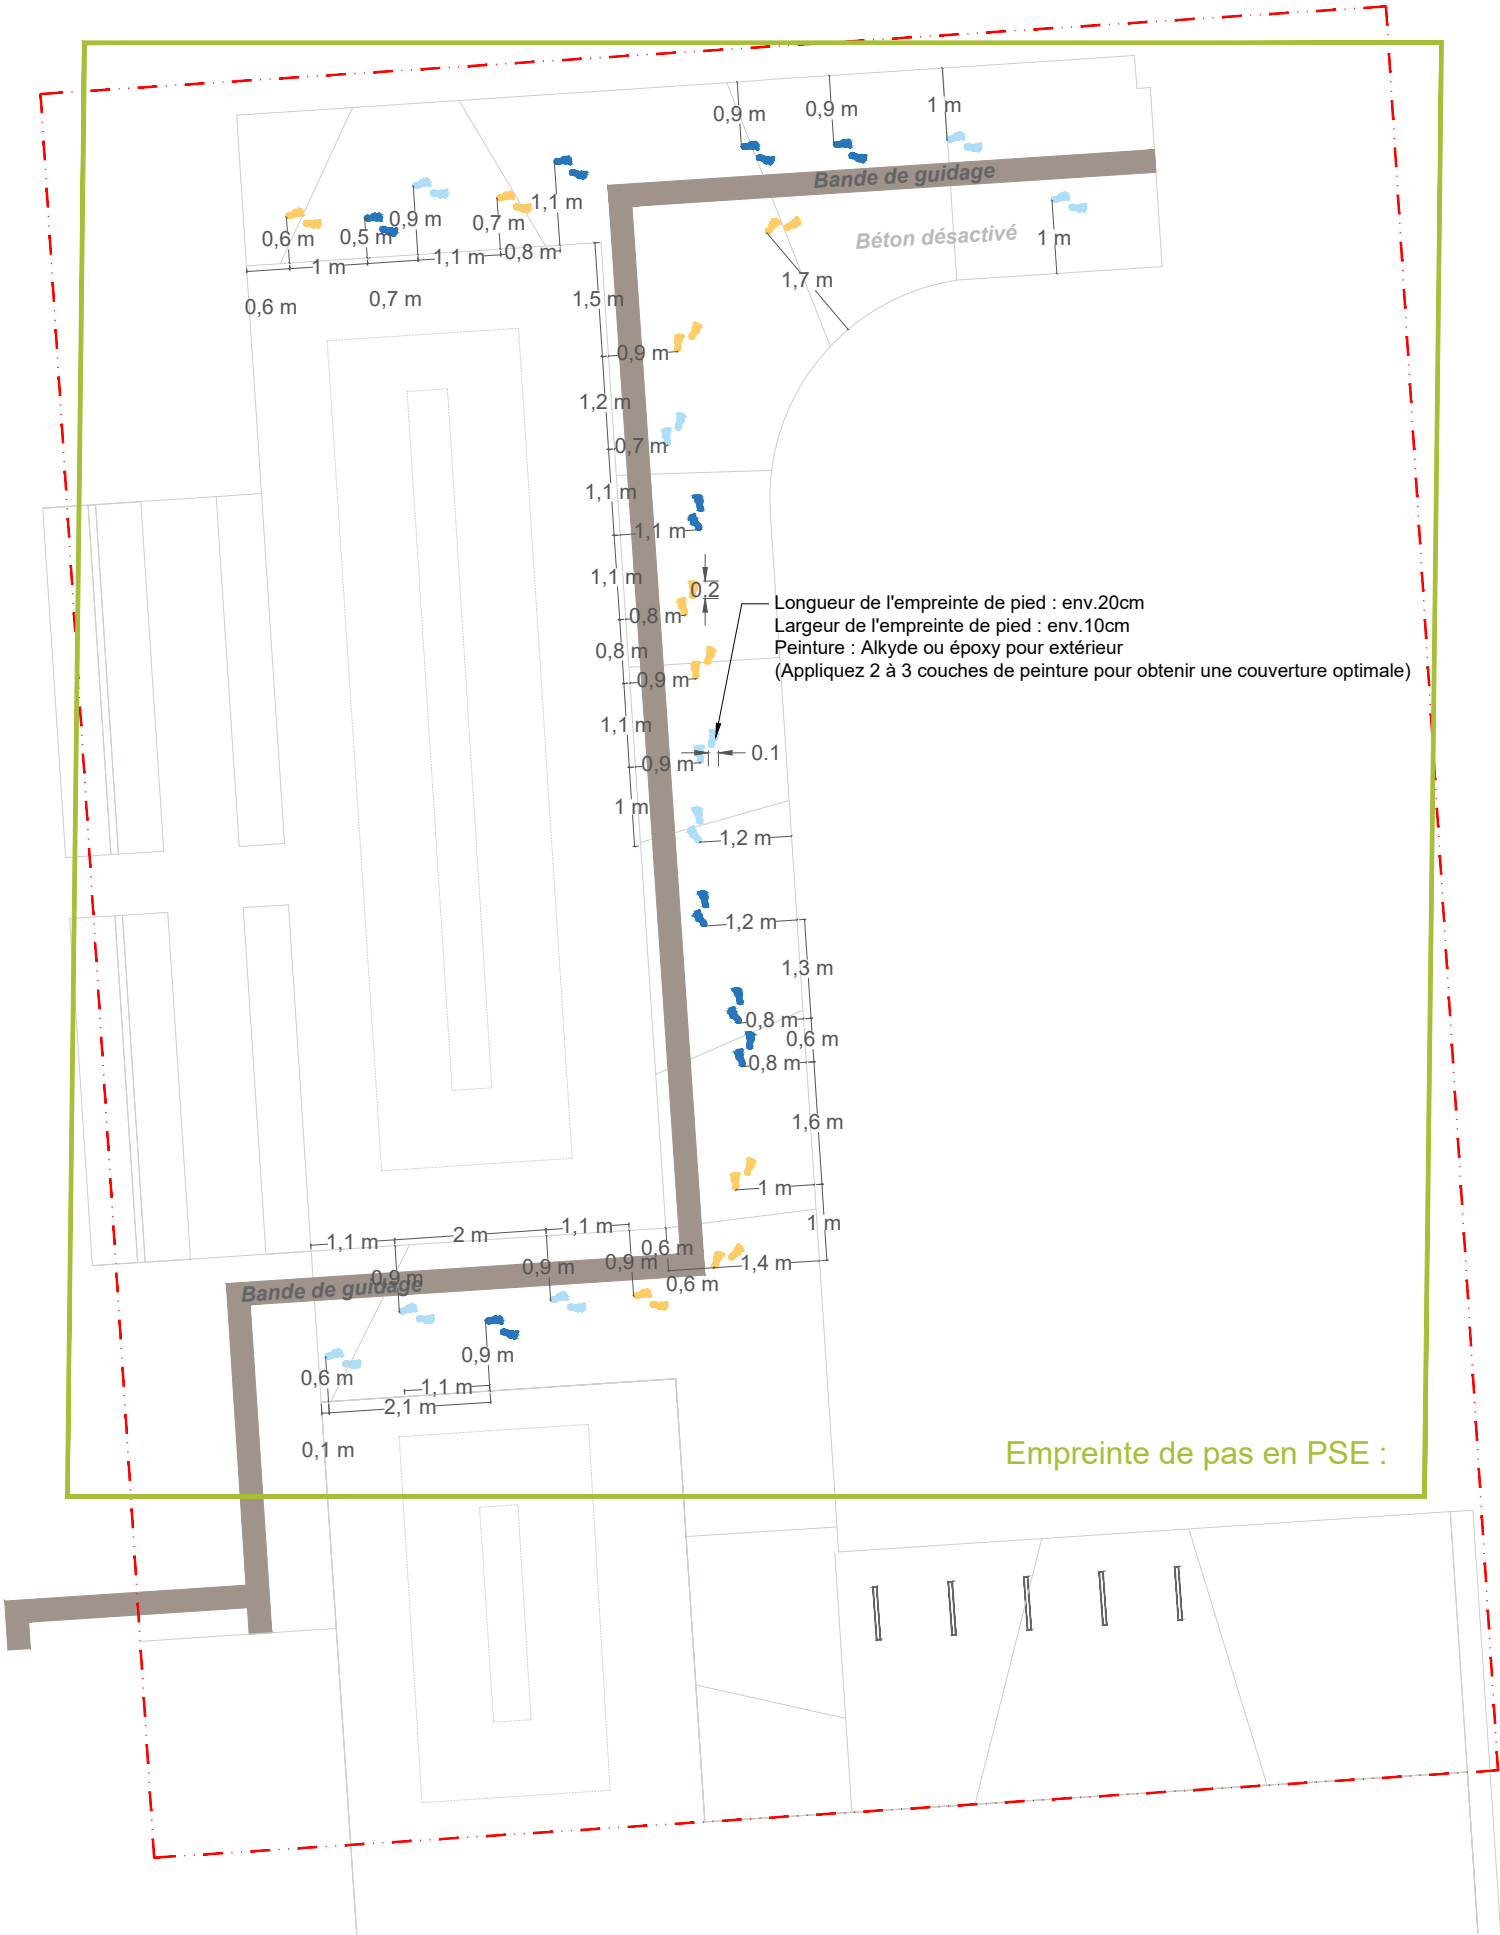 0,9 m
0,9 m
1 m
Bande de guidage
0,6 m
0,5 m
0,9 m
0,7 m
1,1 m
Béton désactivé
1 m
1 m
1,1 m
0,8 m
0,6 m
0,7 m
1,5 m
1,7 m
0,9 m
1,2 m
0,7 m
1,1 m
1,1 m
1,1 m
0.2
0,8 m
Longueur de l'empreinte de pied : env.20cm
Largeur de l'empreinte de pied : env.10cm
Peinture : Alkyde ou époxy pour extérieur
(Appliquez 2 à 3 couches de peinture pour obtenir une couverture optimale)
0,8 m
0,9 m
1,1 m
0.1
0,9 m
1 m
1,2 m
1,2 m
1,3 m
0,8 m
0,6 m
0,8 m
1,6 m
1 m
1 m
1,1 m
2 m
1,1 m
0,6 m
0,9 m
0,9 m
0,9 m
1,4 m
0,6 m
Bande de guidage
0,9 m
0,6 m
1,1 m
2,1 m
0,1 m
Empreinte de pas en PSE :